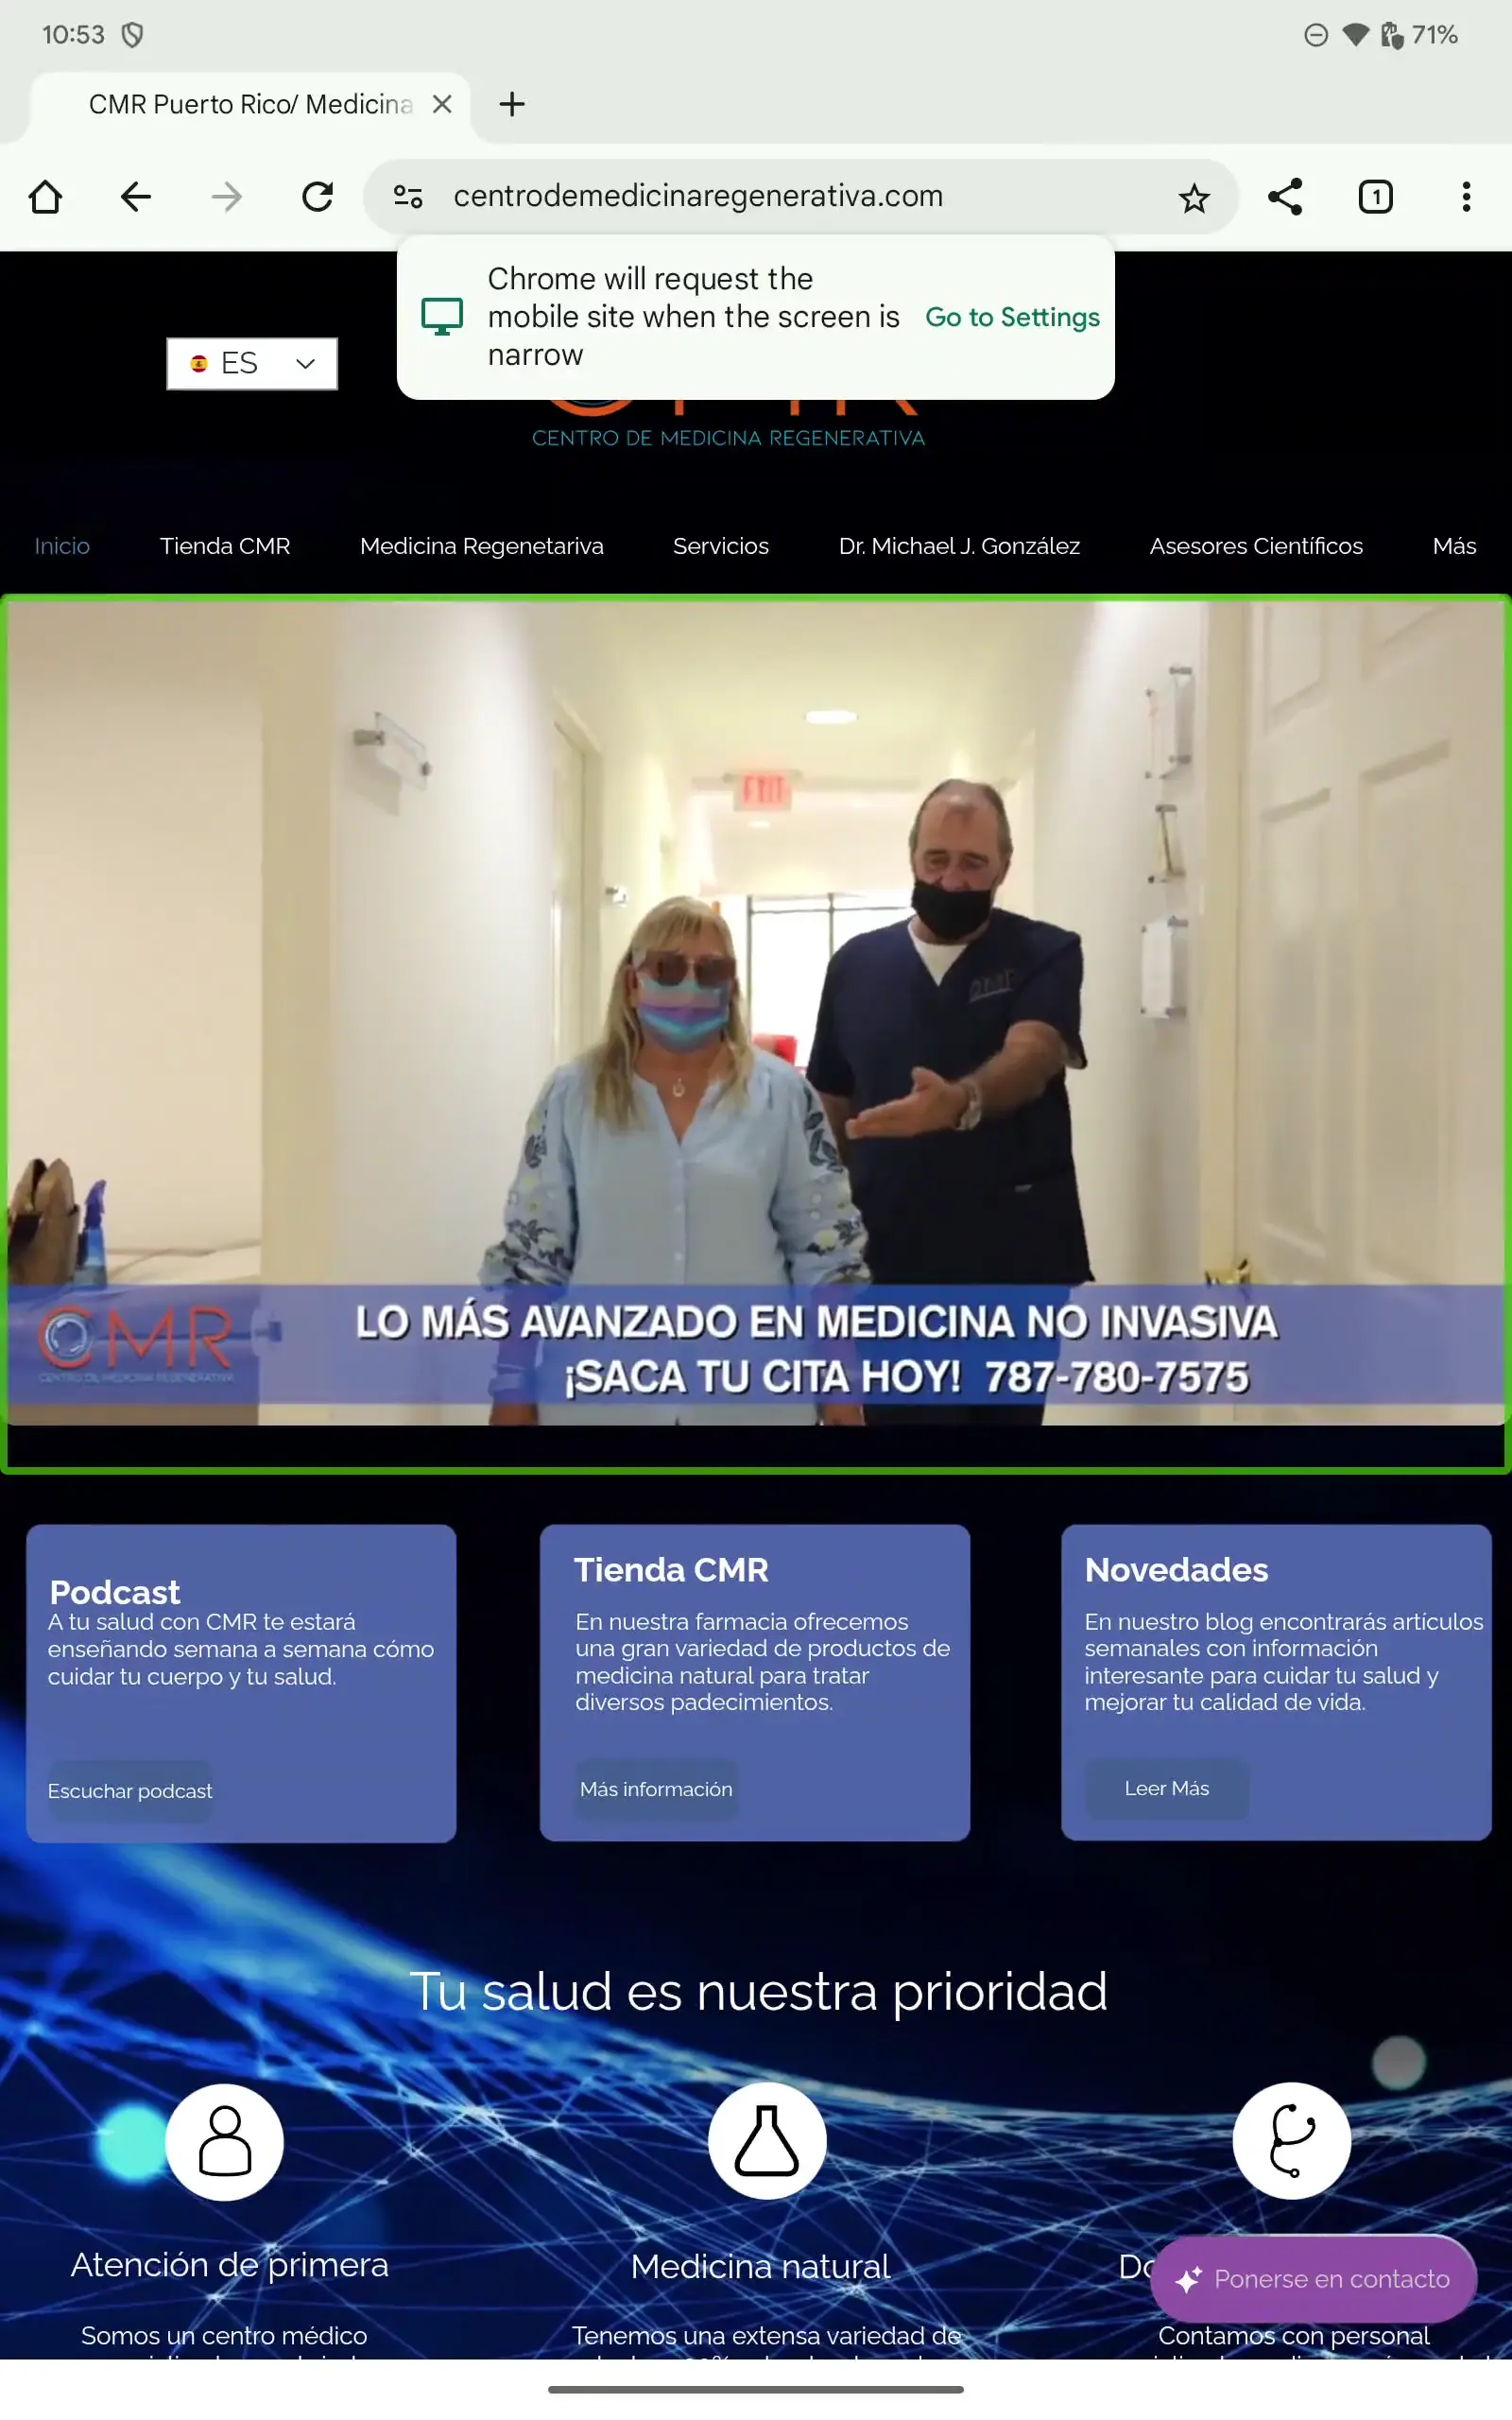 10:53
71%
CMR Puerto Rico/ Medicina
1
centrodemedicinaregenerativa.com
Chrome will request the
mobile site when the screen is
narrow
Go to Settings
ES
CENTRO DE MEDICINA REGENERATIVA
Inicio
Tienda CMR
Medicina Regenetariva
Servicios
Dr. Michael J. González
Asesores Científicos
Más
EXIT
CMR
CENTRO DE MEDICINA REGENERATIVA
LO MÁS AVANZADO EN MEDICINA NO INVASIVA
¡SACA TU CITA HOY! 787-780-7575
Podcast
A tu salud con CMR te estará
enseñando semana a semana cómo
cuidar tu cuerpo y tu salud.
Escuchar podcast
Tienda CMR
En nuestra farmacia ofrecemos
una gran variedad de productos de
medicina natural para tratar
diversos padecimientos.
Más información
Novedades
En nuestro blog encontrarás artículos
semanales con información
interesante para cuidar tu salud y
mejorar tu calidad de vida.
Leer Más
Tu salud es nuestra prioridad
Atención de primera
Somos un centro médico
Medicina natural
Tenemos una extensa variedad de
Ponerse en contacto
Contamos con personal